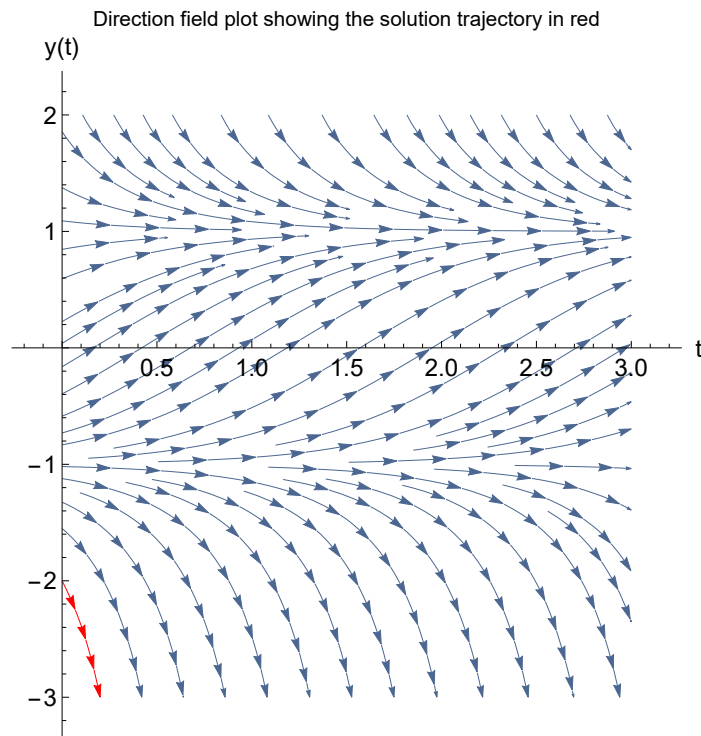 Direction field plot showing the solution trajectory in red
y(t)
2
1
t
0.5 1.0 1.5 2.0 2.5 3.0
−1
−2
−3